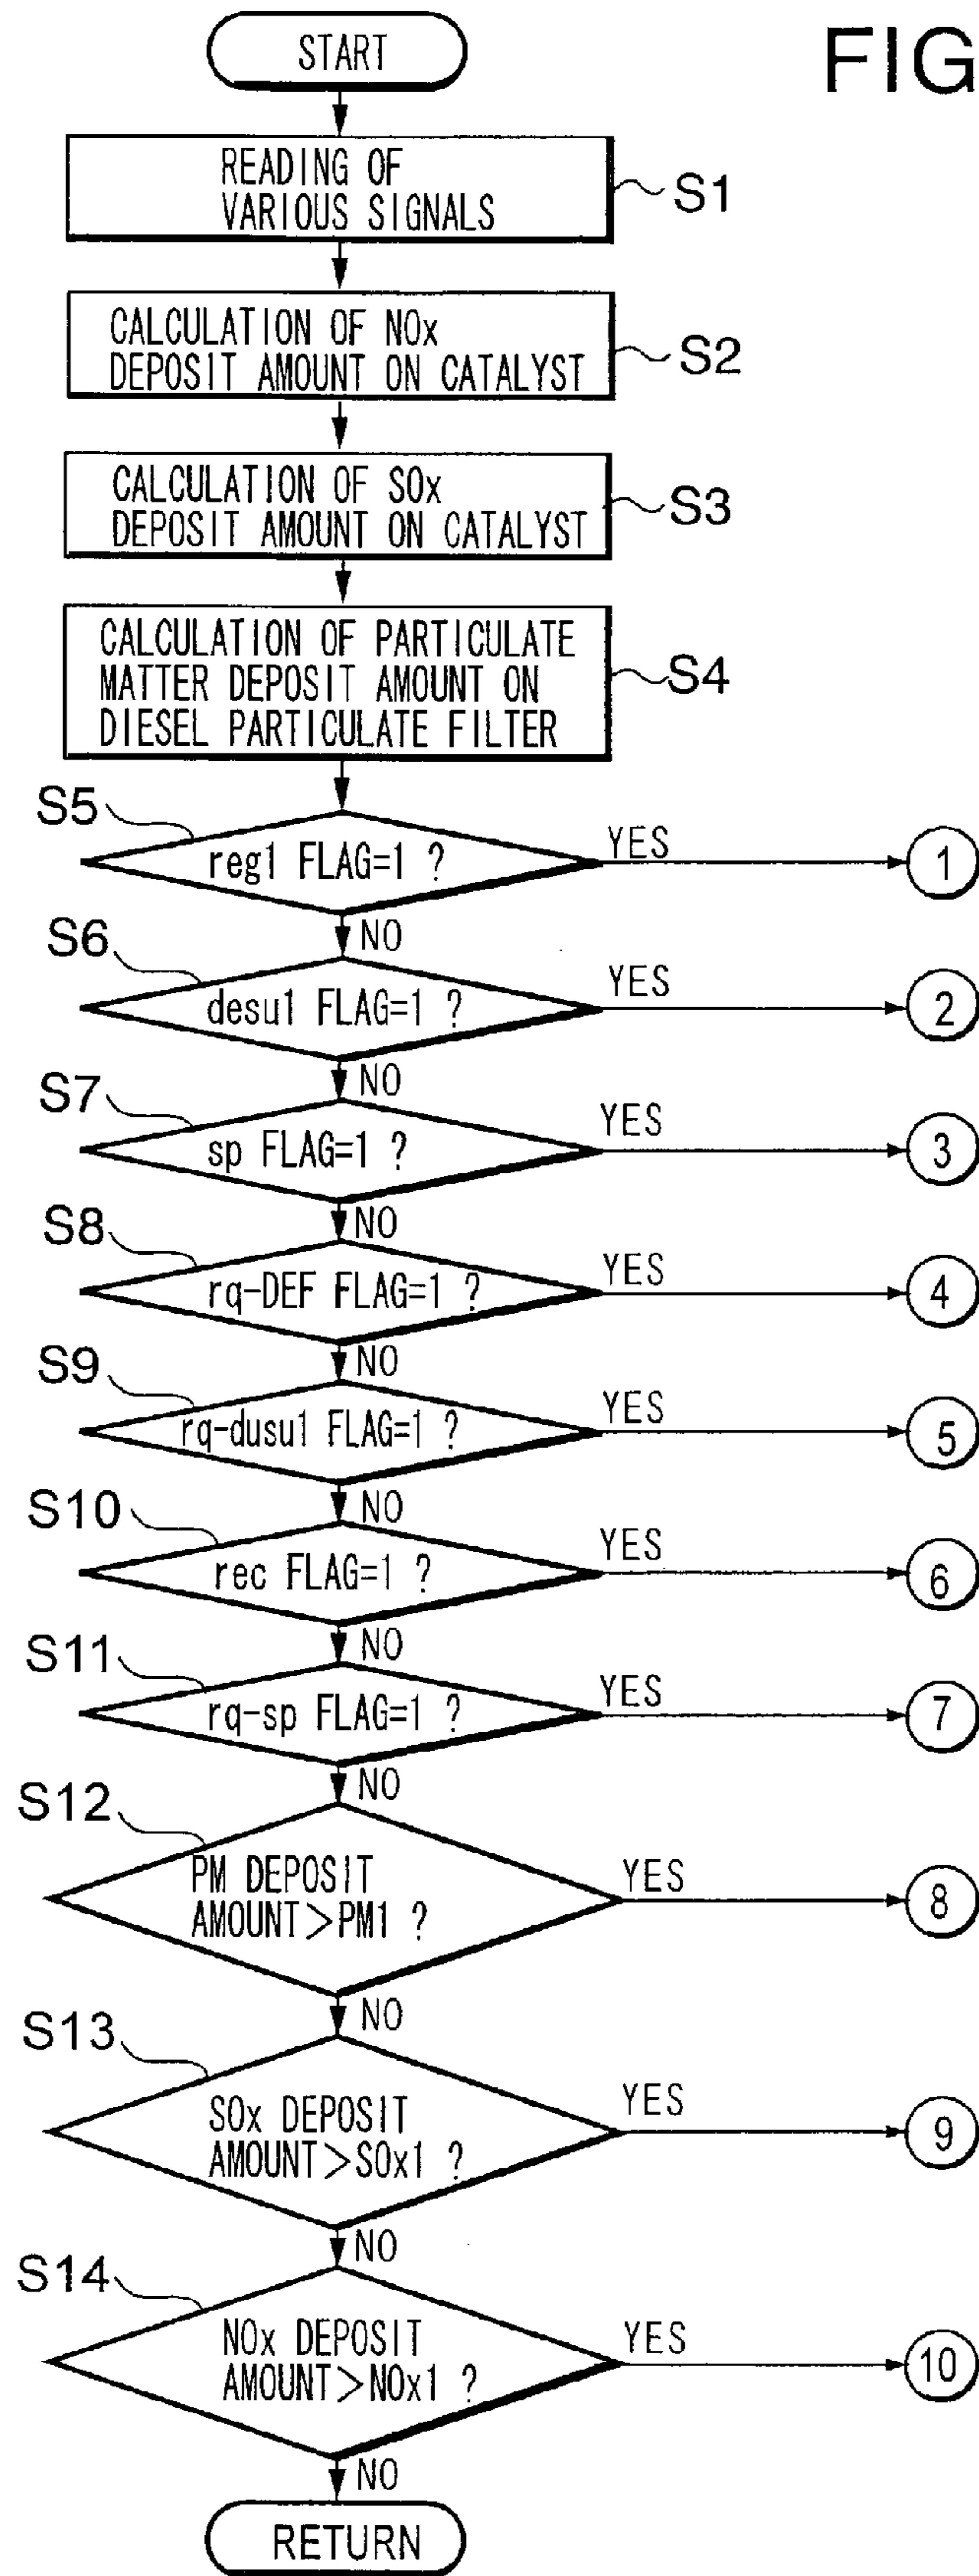 FIG
START
READING OF
VARIOUS SIGNALS
S1
CALCULATION OF NOx
DEPOSIT AMOUNT ON CATALYST
S2
CALCULATION OF SOx
DEPOSIT AMOUNT ON CATALYST
S3
CALCULATION OF PARTICULATE
MATTER DEPOSIT AMOUNT ON
DIESEL PARTICULATE FILTER
S4
S5
reg1 FLAG=1 ?
YES
1
NO
S6
desu1 FLAG=1 ?
YES
2
NO
S7
sp FLAG=1 ?
YES
3
NO
S8
rq-DEF FLAG=1 ?
YES
4
NO
S9
rq-dusu1 FLAG=1 ?
YES
5
NO
S10
rec FLAG=1 ?
YES
6
NO
S11
rq-sp FLAG=1 ?
YES
7
NO
S12
PM DEPOSIT
AMOUNT>PM1 ?
YES
8
NO
S13
SOx DEPOSIT
AMOUNT>SOx1 ?
YES
9
NO
S14
NOx DEPOSIT
AMOUNT>NOx1 ?
YES
10
NO
RETURN